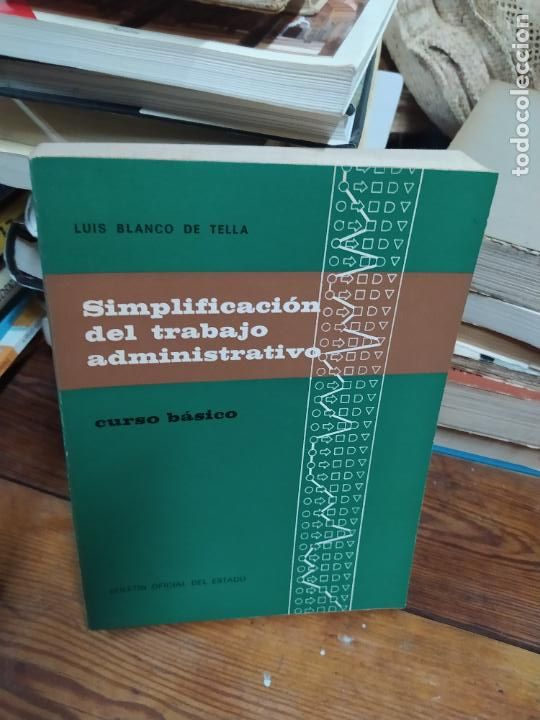 LUIS BLANCO DE TELLA
Simplificación
del trabajo
administrativo
curso básico
BOLETÍN OFICIAL DEL ESTADO
todocoleccion